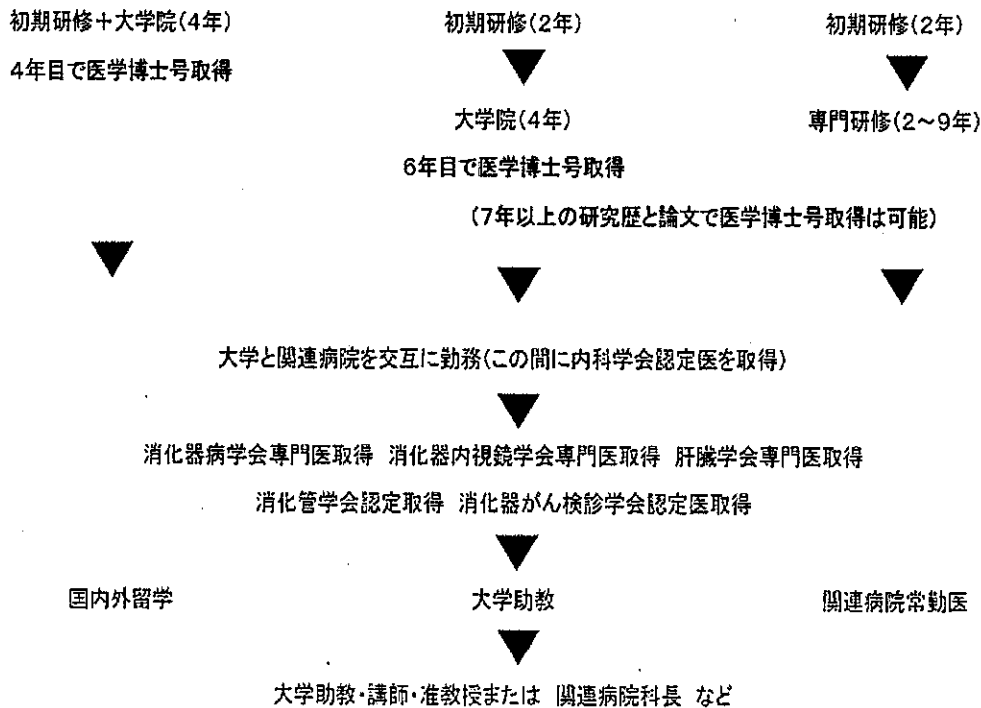 初期研修＋大学院(4年) 初期研修(2年) 初期研修(2年)
4年目で医学博士号取得
大学院(4年) 専門研修(2～9年)
6年目で医学博士号取得
(7年以上の研究歴と論文で医学博士号取得は可能)
大学と関連病院を交互に勤務(この間に内科学会認定医を取得)
消化器病学会専門医取得 消化器内視鏡学会専門医取得 肝臓学会専門医取得
消化管学会認定取得 消化器がん検診学会認定医取得
国内外留学 大学助教 関連病院常勤医
大学助教・講師・准教授または 関連病院科長 など